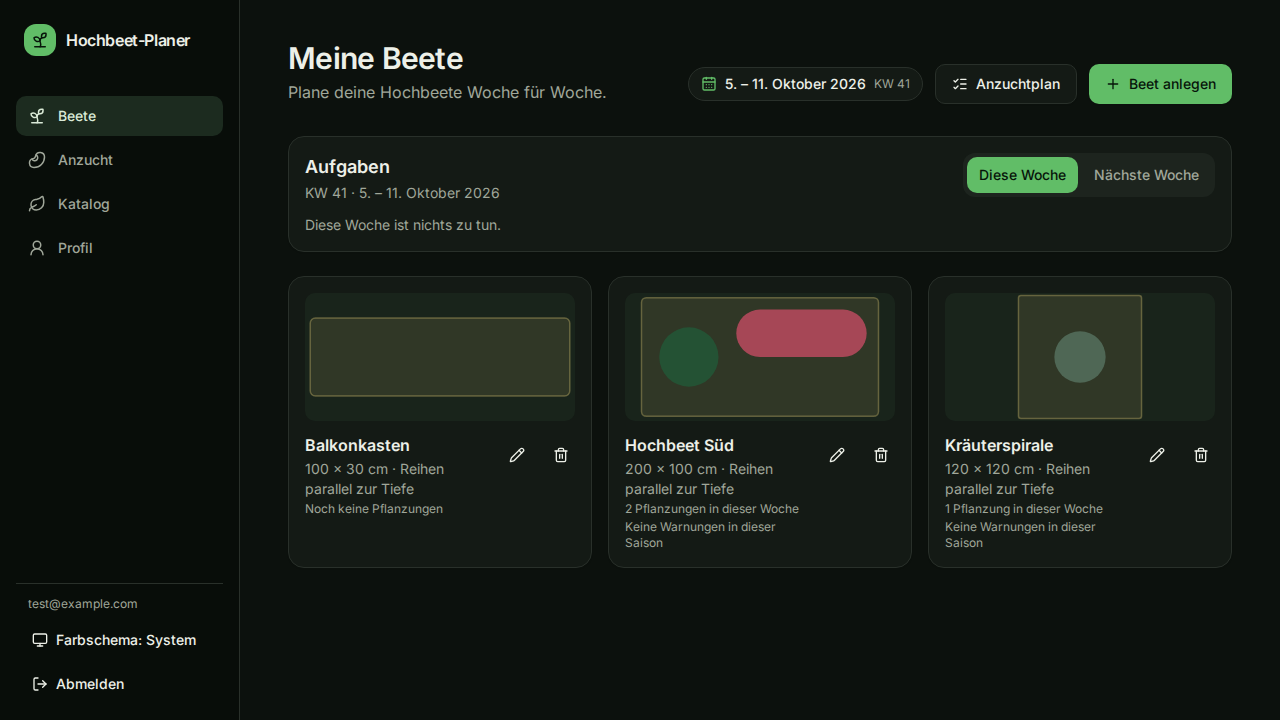 Hochbeet-Planer
Beete
Anzucht
Katalog
Profil
test@example.com
Farbschema: System
Abmelden
Meine Beete
Plane deine Hochbeete Woche für Woche.
5. – 11. Oktober 2026 KW 41
Anzuchtplan
Beet anlegen
Aufgaben
KW 41 · 5. – 11. Oktober 2026
Diese Woche ist nichts zu tun.
Diese Woche
Nächste Woche
Balkonkasten
100 × 30 cm · Reihen
parallel zur Tiefe
Noch keine Pflanzungen
Hochbeet Süd
200 × 100 cm · Reihen
parallel zur Tiefe
2 Pflanzungen in dieser Woche
Keine Warnungen in dieser
Saison
Kräuterspirale
120 × 120 cm · Reihen
parallel zur Tiefe
1 Pflanzung in dieser Woche
Keine Warnungen in dieser
Saison